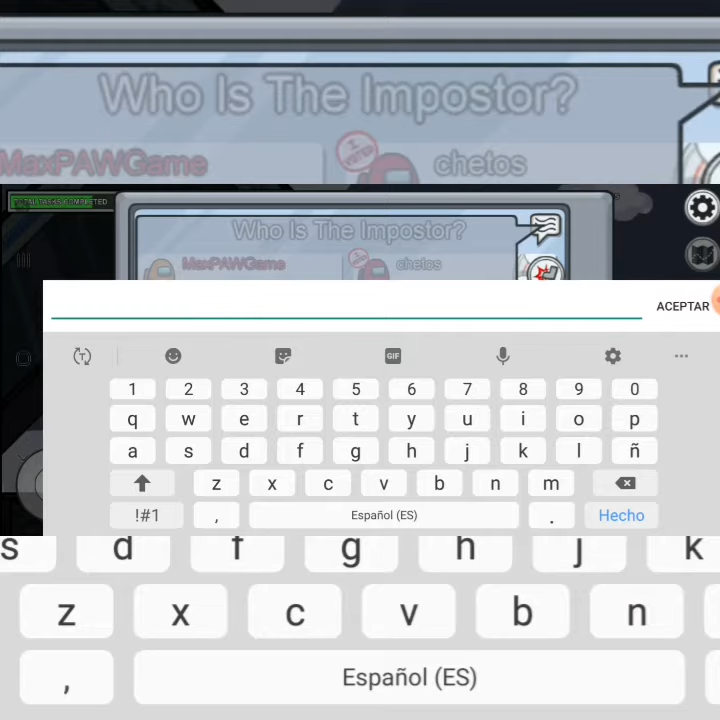 Who Is The Impostor?
MaxPAWGame
I VOTED
chetos
TOTAL TASKS COMPLETED
Who Is The Impostor?
MaxPAWGame
chetos
ACEPTAR
T
GIF
1 2 3 4 5 6 7 8 9 0
q w e r t y u i o p
a s d f g h j k l ñ
z x c v b n m
!#1 , Español (ES) . Hecho
s d f g h j k
z x c v b n
, Español (ES)